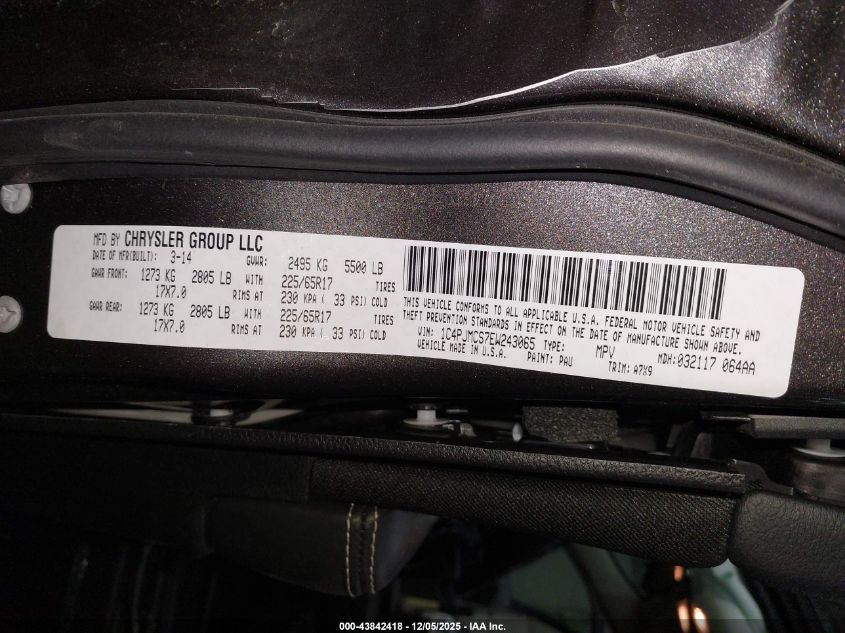 MFD BY CHRYSLER GROUP LLC
DATE OF MFR(BUILT): 3-14 GVWR: 2495 KG 5500 LB
GAWR FRONT: 1273 KG 2805 LB WITH 225/65R17 TIRES
17X7.0 RIMS AT 230 KPA ( 33 PSI) COLD
GAWR REAR: 1273 KG 2805 LB WITH 225/65R17 TIRES
17X7.0 RIMS AT 230 KPA ( 33 PSI) COLD
THIS VEHICLE CONFORMS TO ALL APPLICABLE U.S.A. FEDERAL MOTOR VEHICLE SAFETY AND
THEFT PREVENTION STANDARDS IN EFFECT ON THE DATE OF MANUFACTURE SHOWN ABOVE.
VIN: 1C4PJMCS7EW243065 TYPE: MPV MDH: 032117 064AA
VEHICLE MADE IN U.S.A. PAINT: PAU TRIM: A7X9
000-43842418 - 12/05/2025 - IAA Inc.